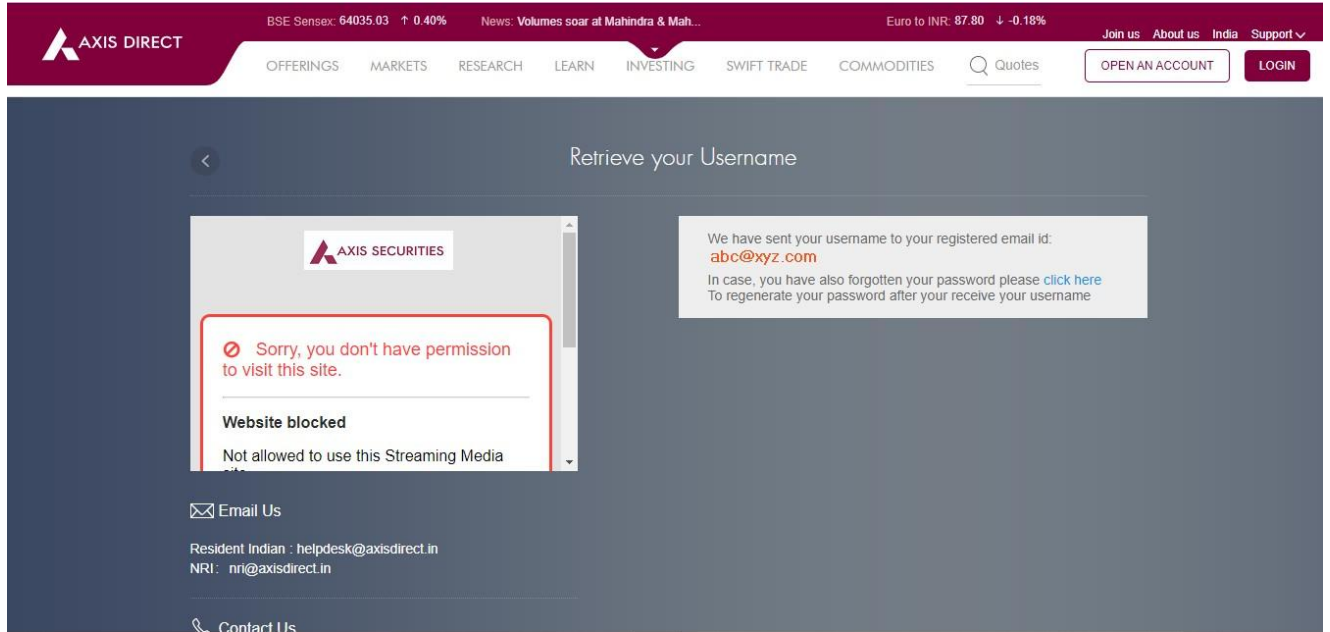 BSE Sensex: 64035.03 ↑ 0.40% News: Volumes soar at Mahindra & Mah... Euro to INR: 87.80 ↓ -0.18%
Join us About us India Support
AXIS DIRECT
OFFERINGS MARKETS RESEARCH LEARN INVESTING SWIFT TRADE COMMODITIES Quotes OPEN AN ACCOUNT LOGIN
Retrieve your Username
AXIS SECURITIES
Sorry, you don't have permission
to visit this site.
Website blocked
Not allowed to use this Streaming Media
We have sent your username to your registered email id:
abc@xyz.com
In case, you have also forgotten your password please click here
To regenerate your password after your receive your username
Email Us
Resident Indian : helpdesk@axisdirect.in
NRI : nri@axisdirect.in
Contact Us